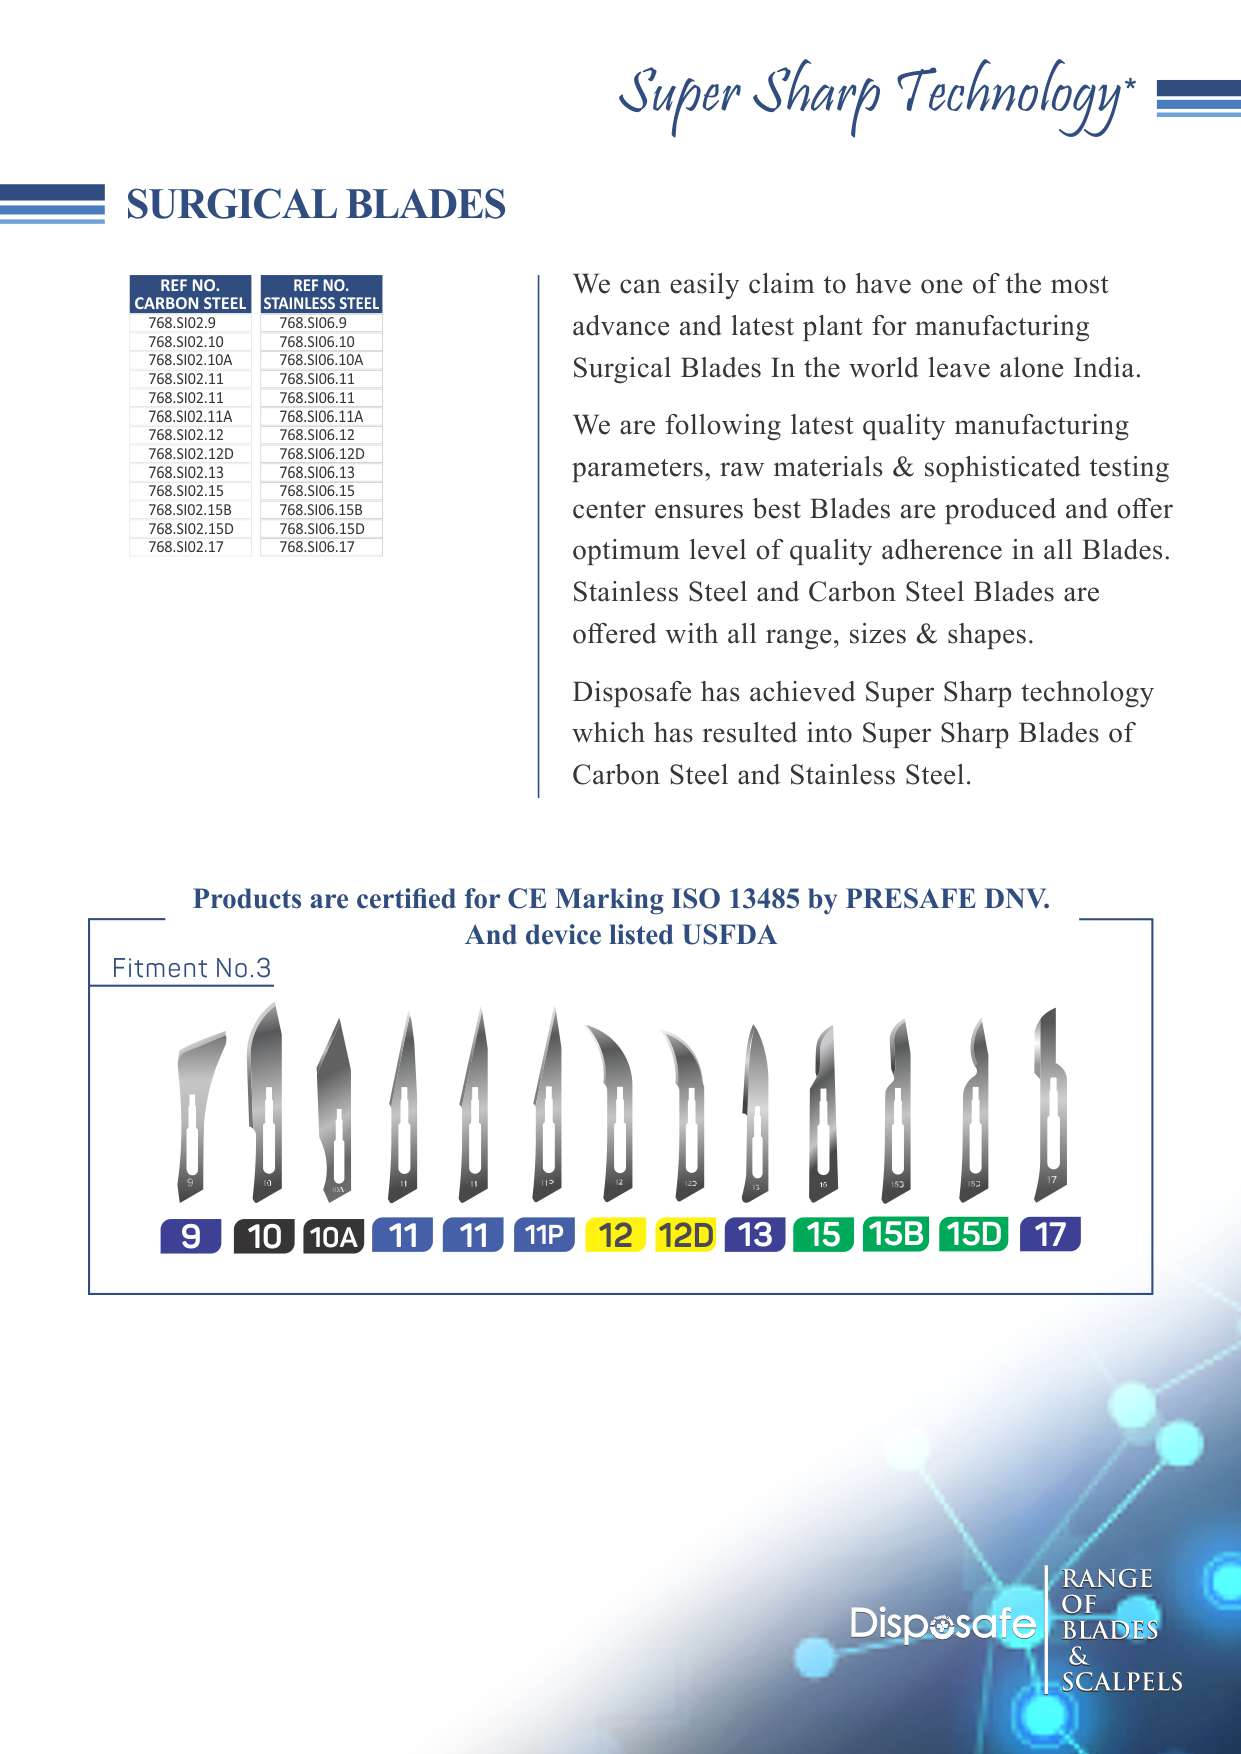 Super Sharp Technology*
SURGICAL BLADES
REF NO. CARBON STEEL REF NO. STAINLESS STEEL
768.SI02.9 768.SI06.9
768.SI02.10 768.SI06.10
768.SI02.10A 768.SI06.10A
768.SI02.11 768.SI06.11
768.SI02.11 768.SI06.11
768.SI02.11A 768.SI06.11A
768.SI02.12 768.SI06.12
768.SI02.12D 768.SI06.12D
768.SI02.13 768.SI06.13
768.SI02.15 768.SI06.15
768.SI02.15B 768.SI06.15B
768.SI02.15D 768.SI06.15D
768.SI02.17 768.SI06.17
We can easily claim to have one of the most
advance and latest plant for manufacturing
Surgical Blades In the world leave alone India.
We are following latest quality manufacturing
parameters, raw materials & sophisticated testing
center ensures best Blades are produced and offer
optimum level of quality adherence in all Blades.
Stainless Steel and Carbon Steel Blades are
offered with all range, sizes & shapes.
Disposafe has achieved Super Sharp technology
which has resulted into Super Sharp Blades of
Carbon Steel and Stainless Steel.
Products are certified for CE Marking ISO 13485 by PRESAFE DNV.
And device listed USFDA
Fitment No.3
9 10 10A 11 11 11P 12 12D 13 15 15B 15D 17
Disposafe
RANGE
OF
BLADES
&
SCALPELS